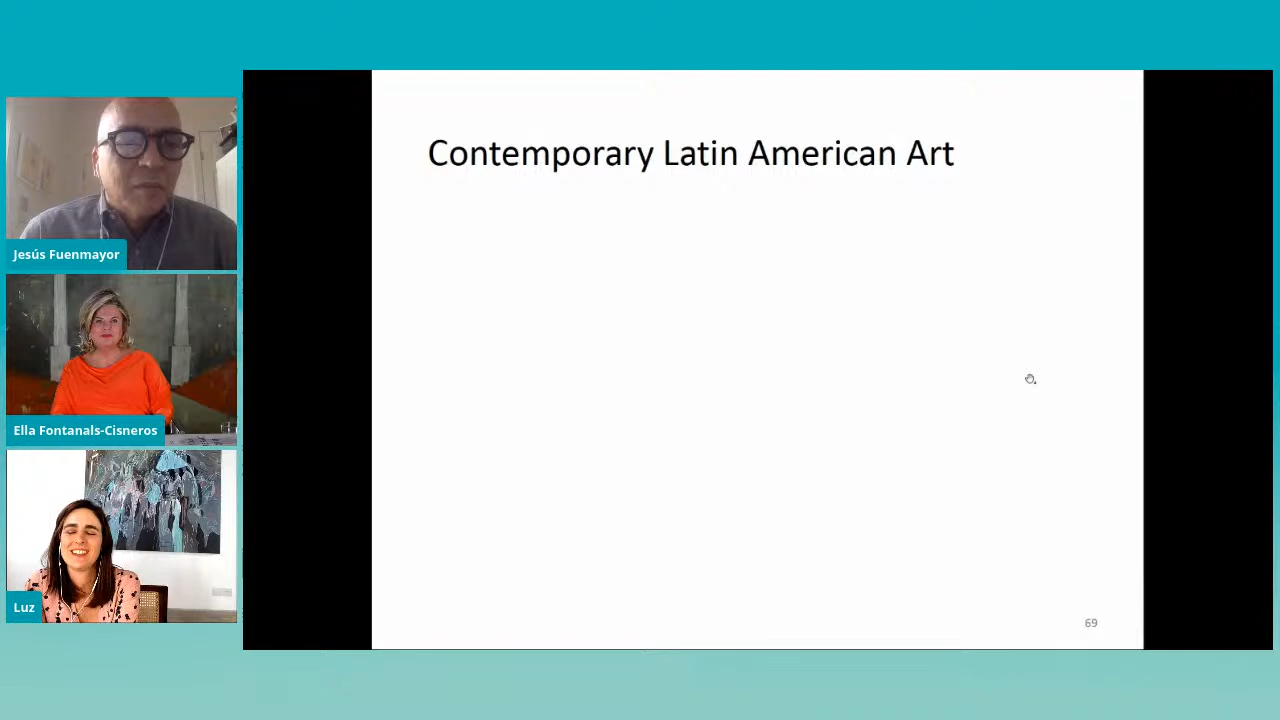 Jesús Fuenmayor
Ella Fontanals-Cisneros
Luz
Contemporary Latin American Art
69